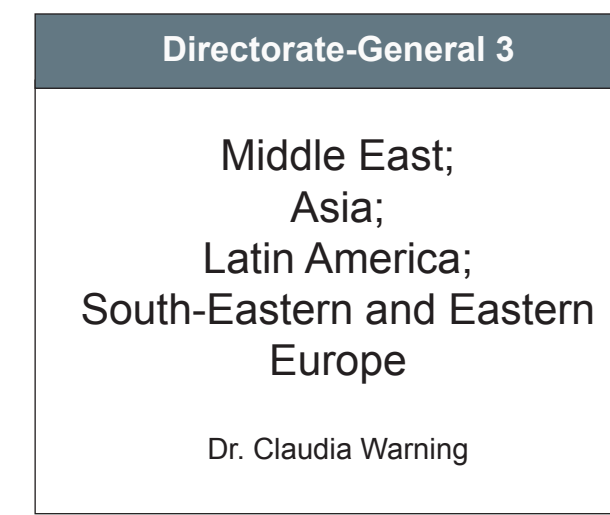 Directorate-General 3
Middle East;
Asia;
Latin America;
South-Eastern and Eastern
Europe
Dr. Claudia Warning